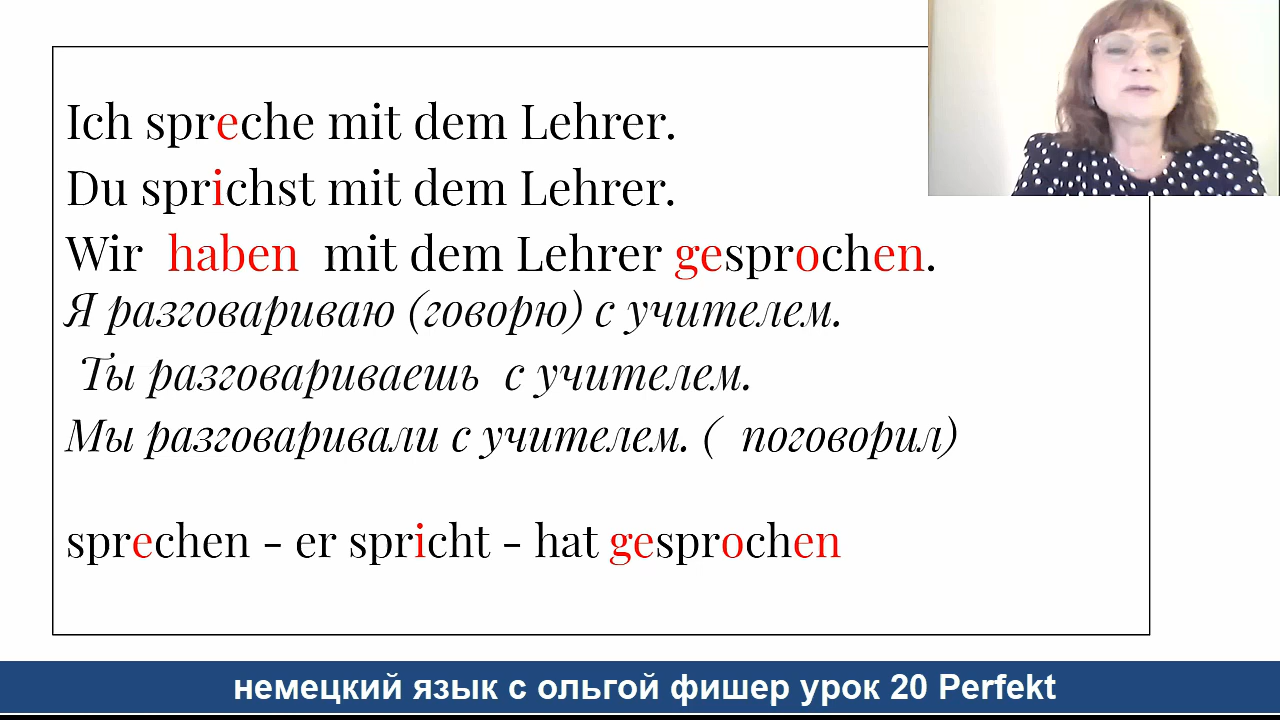 Ich spreche mit dem Lehrer.
Du sprichst mit dem Lehrer.
Wir haben mit dem Lehrer gesprochen.
Я разговариваю (говорю) с учителем.
Ты разговариваешь с учителем.
Мы разговаривали с учителем. ( поговорил)
sprechen - er spricht - hat gesprochen
немецкий язык с ольгой фишер урок 20 Perfekt